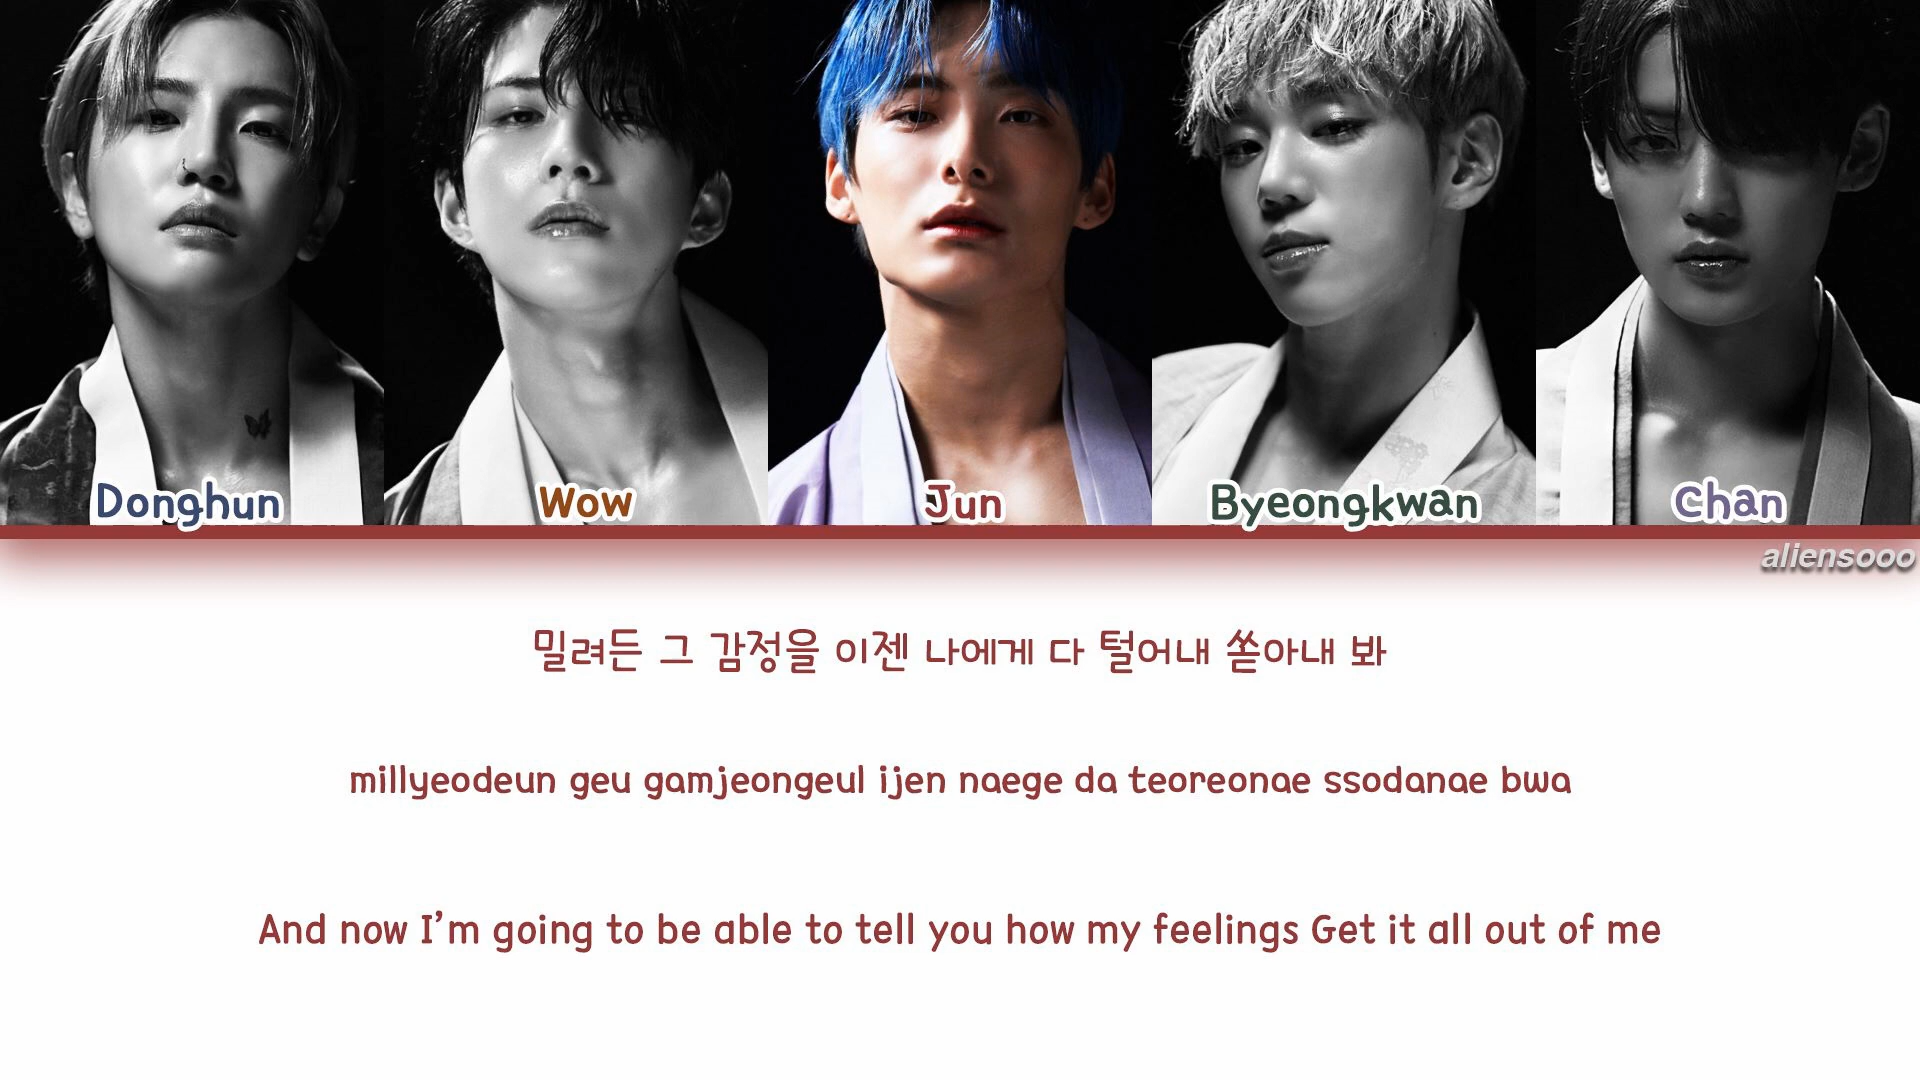 Donghun
Wow
Jun
Byeongkwan
Chan
aliensooo
밀려든 그 감정을 이젠 나에게 다 털어내 쏟아내 봐
millyeodeun geu gamjeongeul ijen naege da teoreonae ssodanae bwa
And now I'm going to be able to tell you how my feelings Get it all out of me